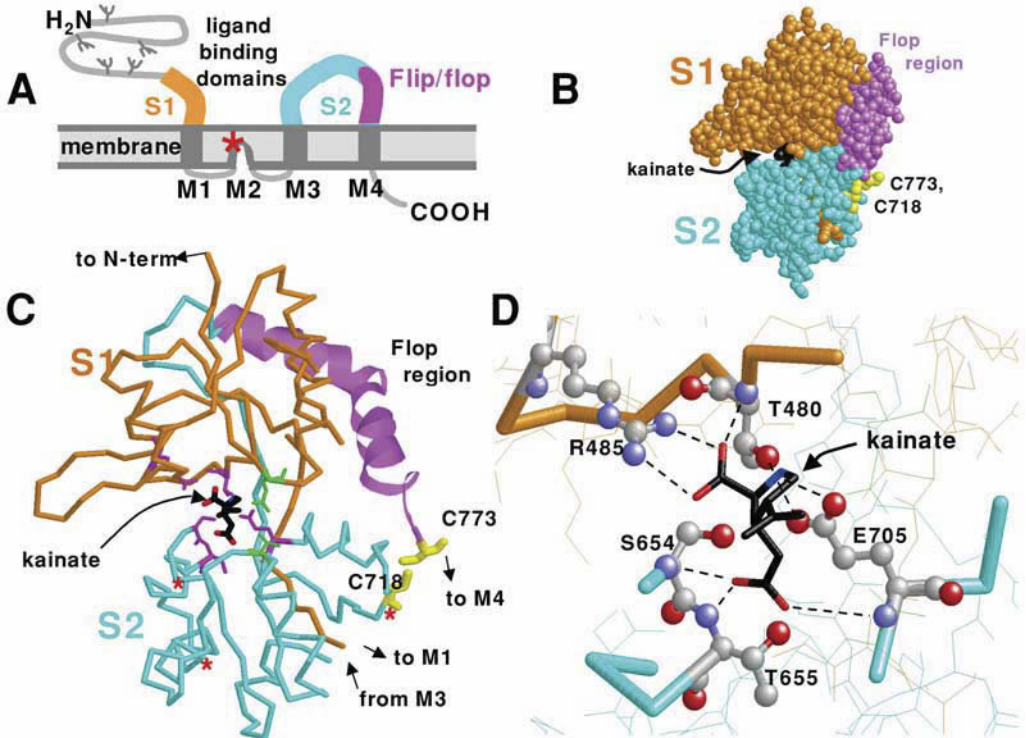 A
H₂N
ligand
binding
domains
S1
S2
Flip/flop
membrane
*
M1
M2
M3
M4
COOH
B
S1
Flop
region
kainate
C773,
C718
S2
C
to N-term
S1
Flop
region
kainate
C773
C718
to M4
*
*
*
S2
to M1
from M3
D
T480
R485
kainate
S654
E705
T655